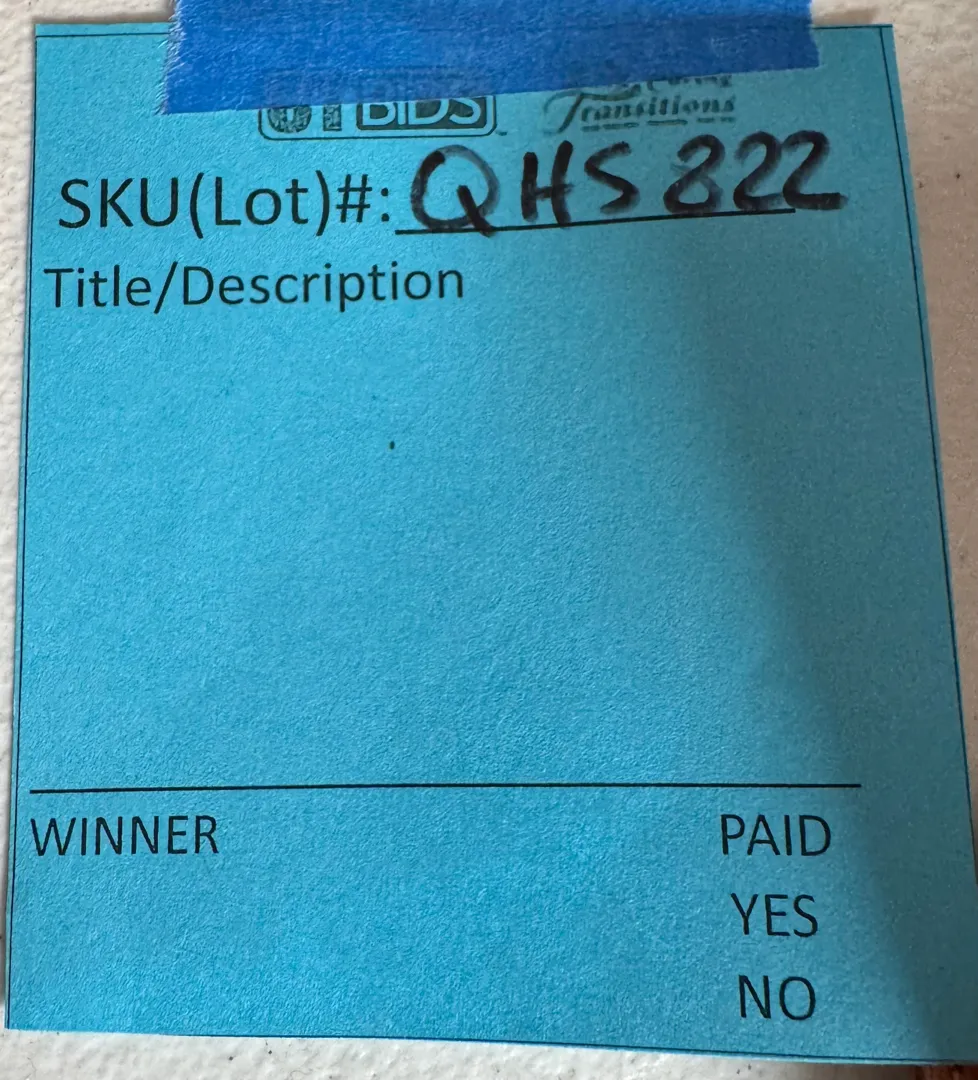 BIDS
Transitions
SKU(Lot)#: QHS822
Title/Description
WINNER PAID
YES
NO